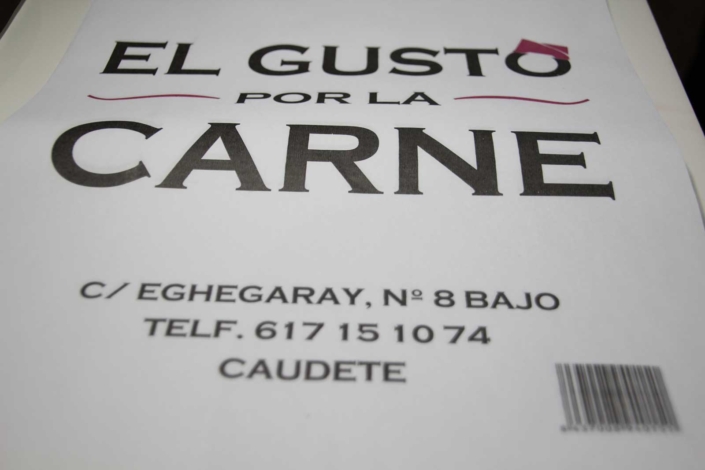 EL GUSTO
POR LA
CARNE
C/ EGHEGARAY, Nº 8 BAJO
TELF. 617 15 10 74
CAUDETE